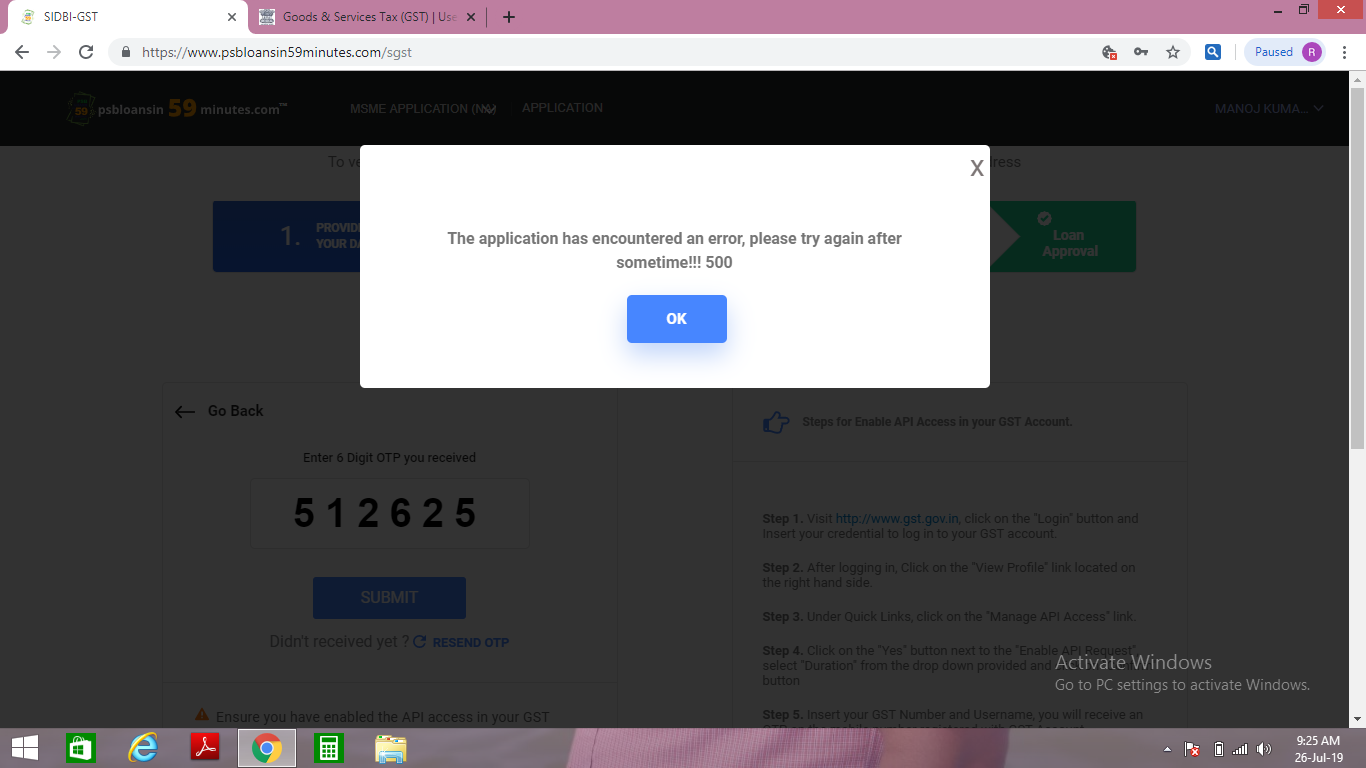 SIDBI-GST
Goods & Services Tax (GST) | Use
https://www.psbloansin59minutes.com/sgst
Paused R
psbloansin 59 minutes.com™
MSME APPLICATION
APPLICATION
MANOJ KUMA...
To ve
1. PROVID
YOUR DA
Loan
Approval
X
The application has encountered an error, please try again after
sometime!!! 500
OK
Go Back
Enter 6 Digit OTP you received
512625
SUBMIT
Didn't received yet ? RESEND OTP
Ensure you have enabled the API access in your GST
Steps for Enable API Access in your GST Account.
Step 1. Visit http://www.gst.gov.in, click on the "Login" button and
Insert your credential to log in to your GST account.
Step 2. After logging in, Click on the "View Profile" link located on
the right hand side.
Step 3. Under Quick Links, click on the "Manage API Access" link.
Step 4. Click on the "Yes" button next to the "Enable API Request",
select "Duration" from the drop down provided and
button
Step 5. Insert your GST Number and Username, you will receive an
Activate Windows
Go to PC settings to activate Windows.
9:25 AM
26-Jul-19